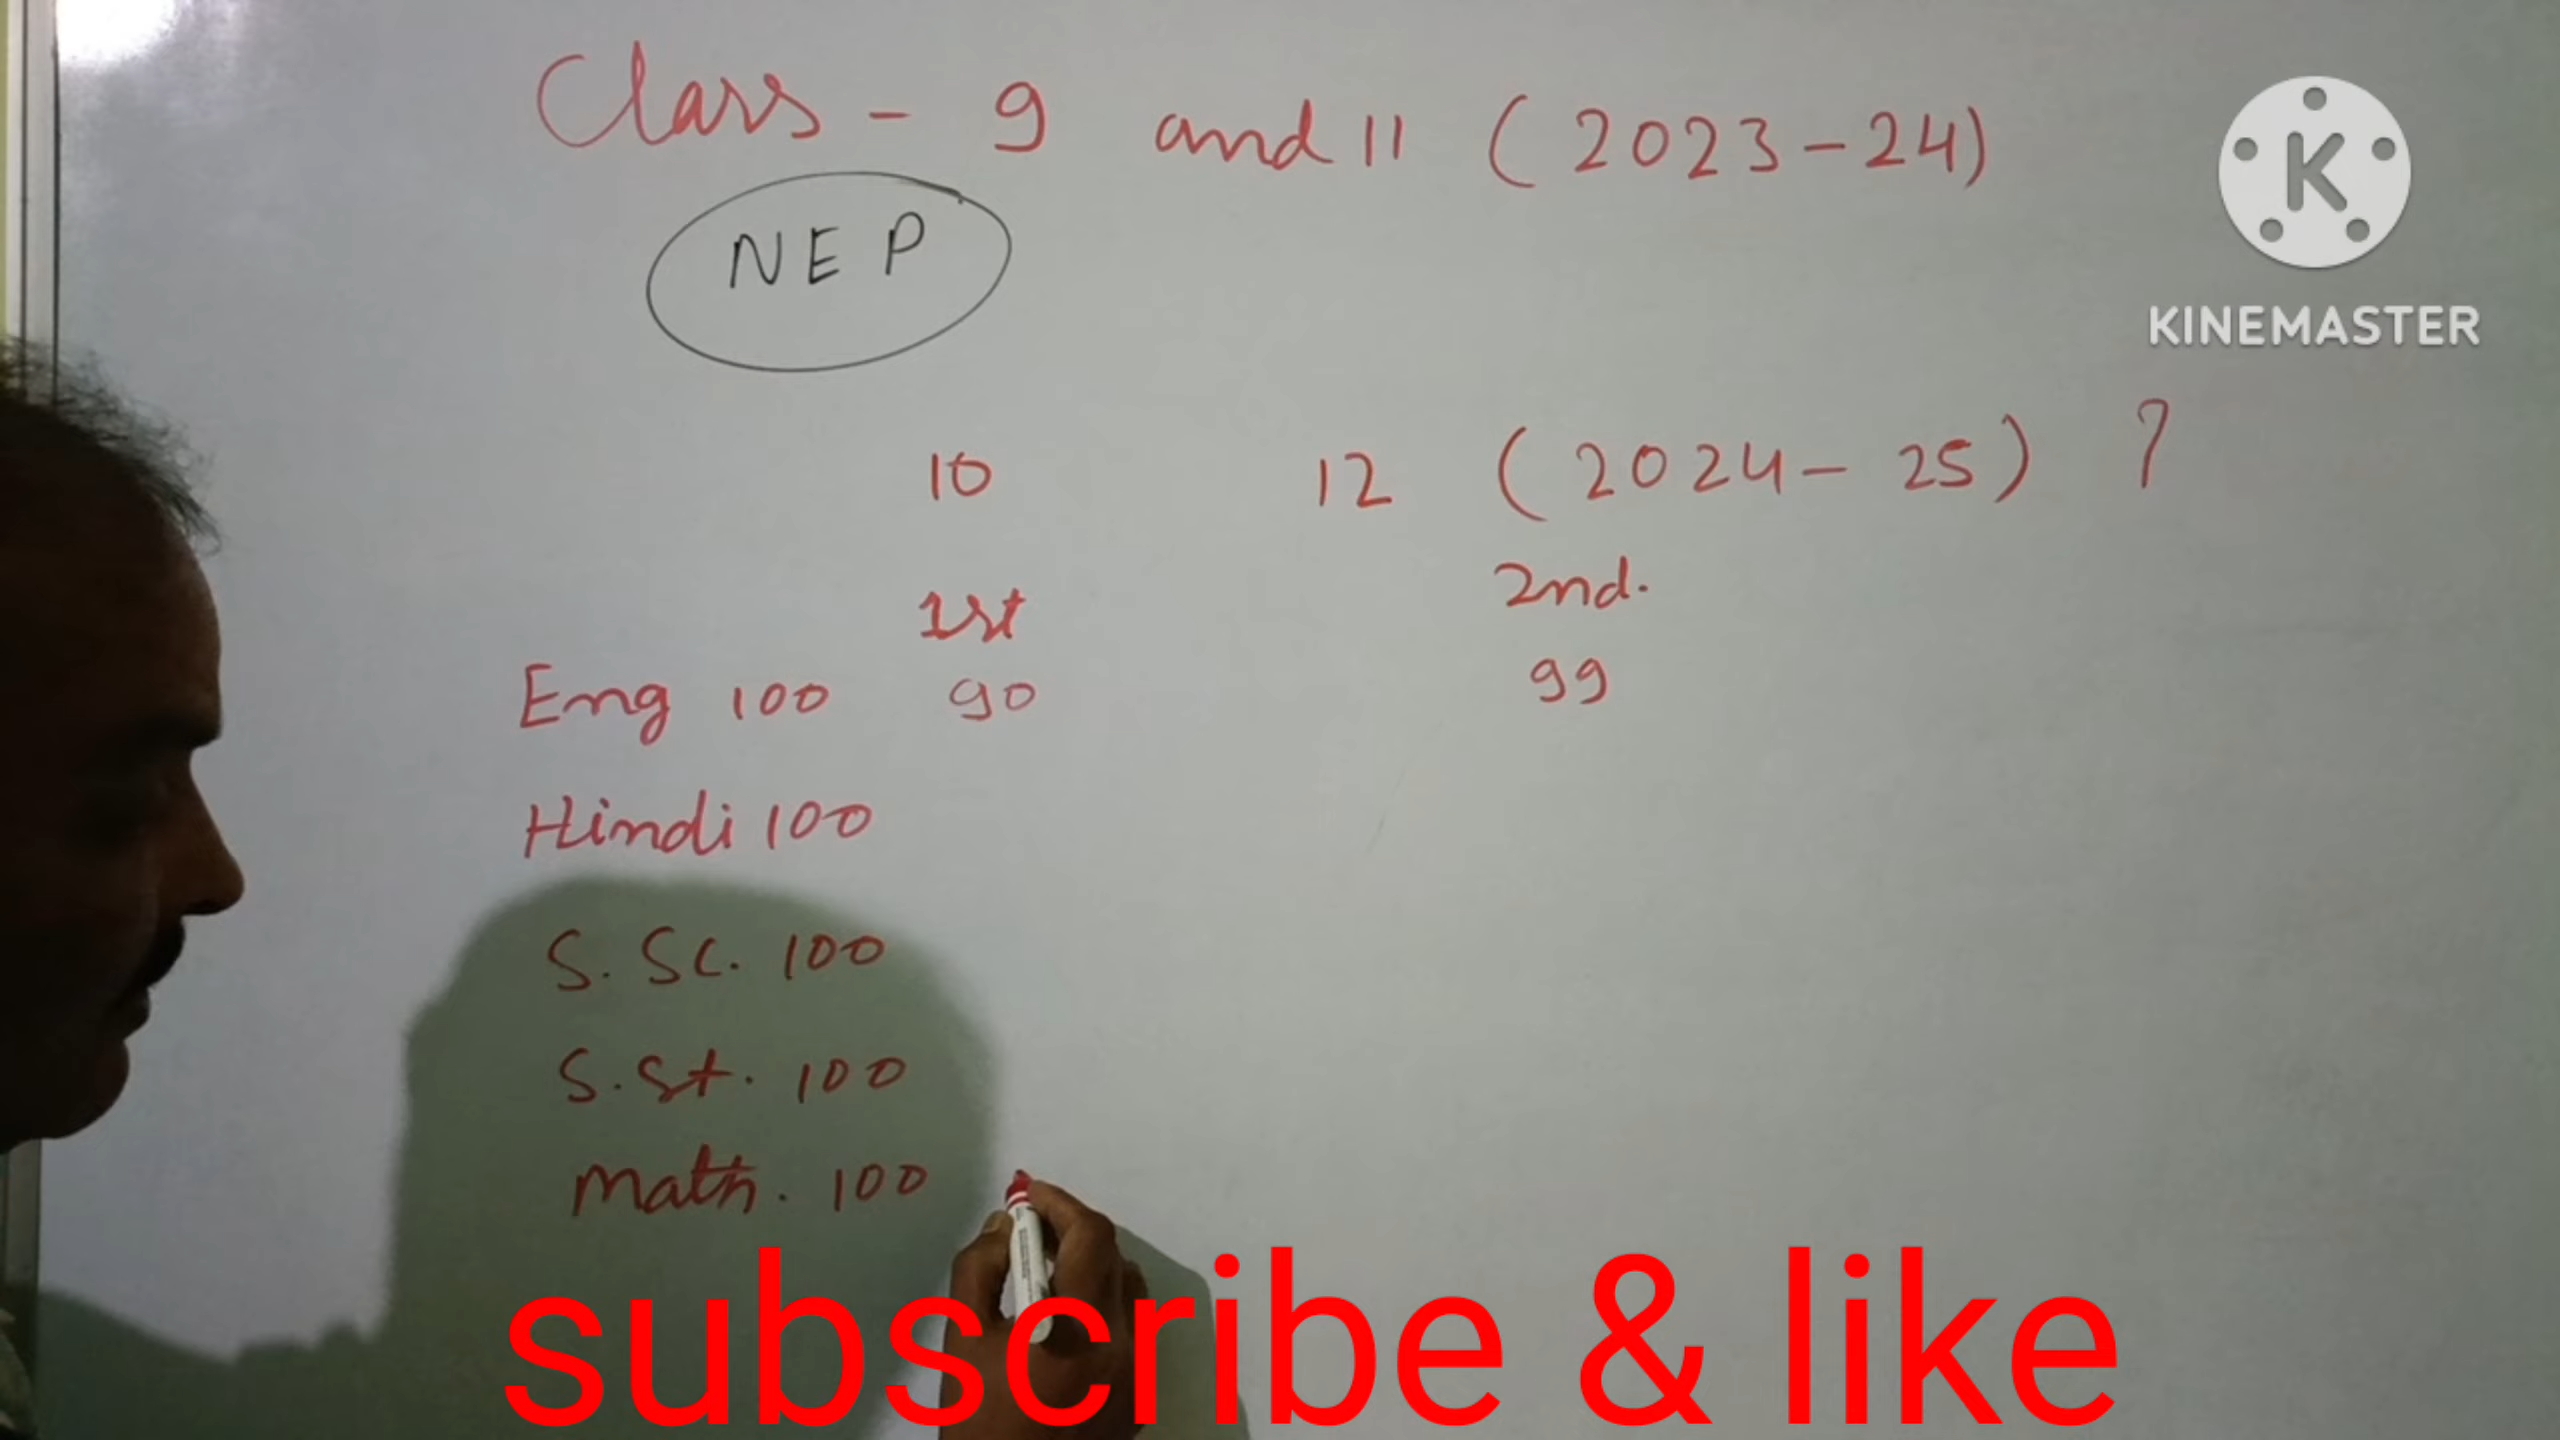 Class - 9 and 11 (2023-24)
NEP
KINEMASTER
10 12 (2024-25) ?
1st 2nd.
Eng 100 90 99
Hindi 100
S. Sc. 100
S. St. 100
Math. 100
subscribe & like